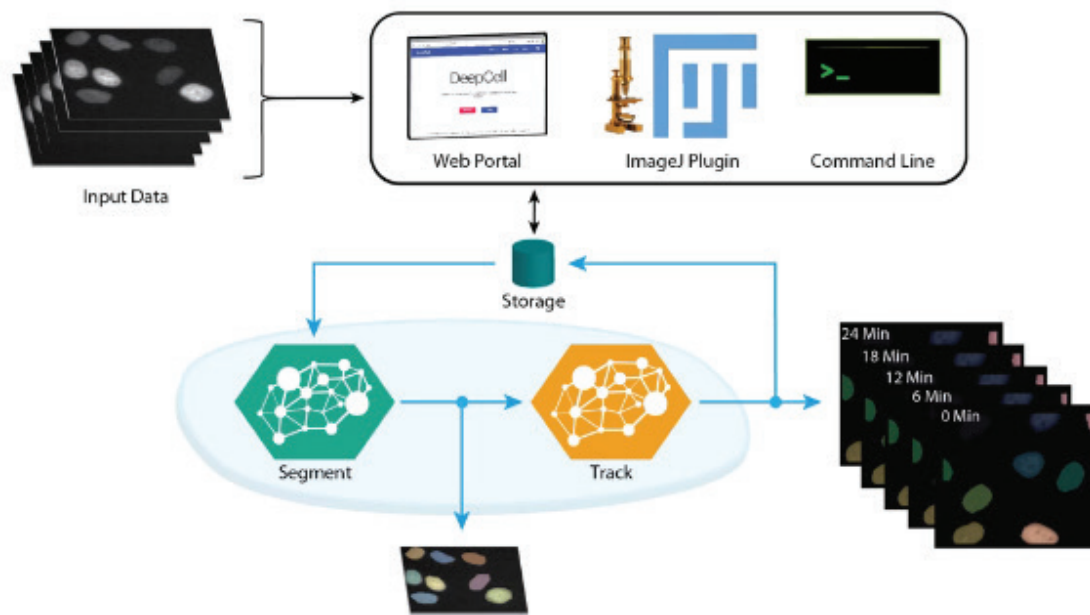 DeepCell
>_
Web Portal
ImageJ Plugin
Command Line
Input Data
Storage
24 Min
18 Min
12 Min
6 Min
0 Min
Segment
Track